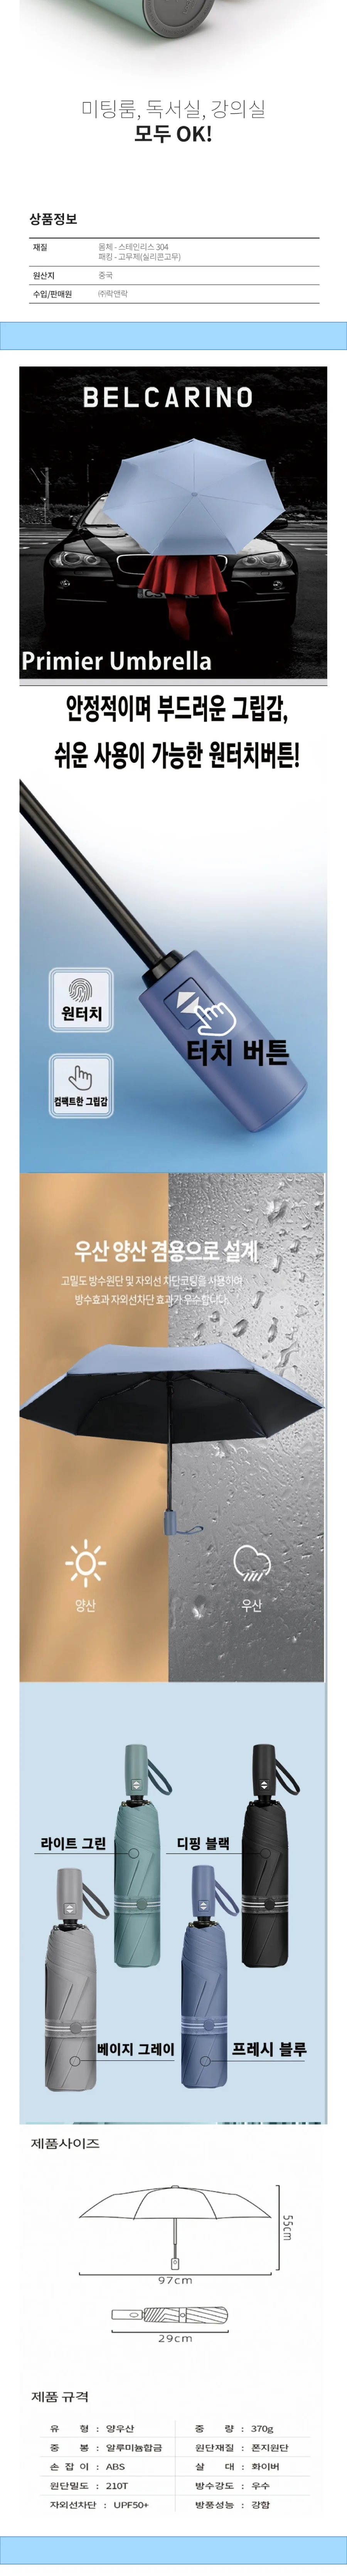 미팅룸, 독서실, 강의실
모두 OK!
상품정보
재질 몸체 - 스테인리스 304
패킹 - 고무제(실리콘고무)
원산지 중국
수입/판매원 ㈜락앤락
BELCARINO
Primier Umbrella
안정적이며 부드러운 그립감,
쉬운 사용이 가능한 원터치버튼!
원터치
터치 버튼
컴팩트한 그립감
우산 양산 겸용으로 설계
고밀도 방수원단 및 자외선 차단코팅을 사용하여
방수효과 자외선차단 효과가 우수합니다.
양산
우산
라이트 그린
디핑 블랙
베이지 그레이
프레시 블루
제품사이즈
55cm
97cm
29cm
제품 규격
유 형 : 양우산 중 량 : 370g
중 봉 : 알루미늄합금 원단재질 : 폰지원단
손 잡 이 : ABS 살 대 : 화이버
원단밀도 : 210T 방수강도 : 우수
자외선차단 : UPF50+ 방풍성능 : 강함